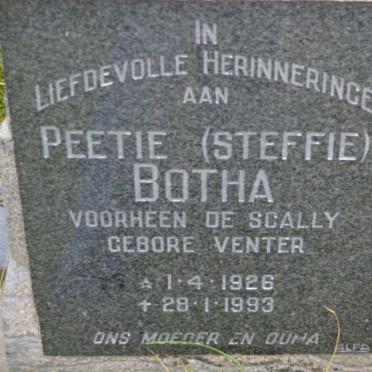 IN
LIEFDEVOLLE HERINNERINGE
AAN
PEETIE (STEFFIE)
BOTHA
VOORHEEN DE SCALLY
GEBORE VENTER
△ 1·4·1926
+ 28·1·1993
ONS MOEDER EN OUMA
ALFA